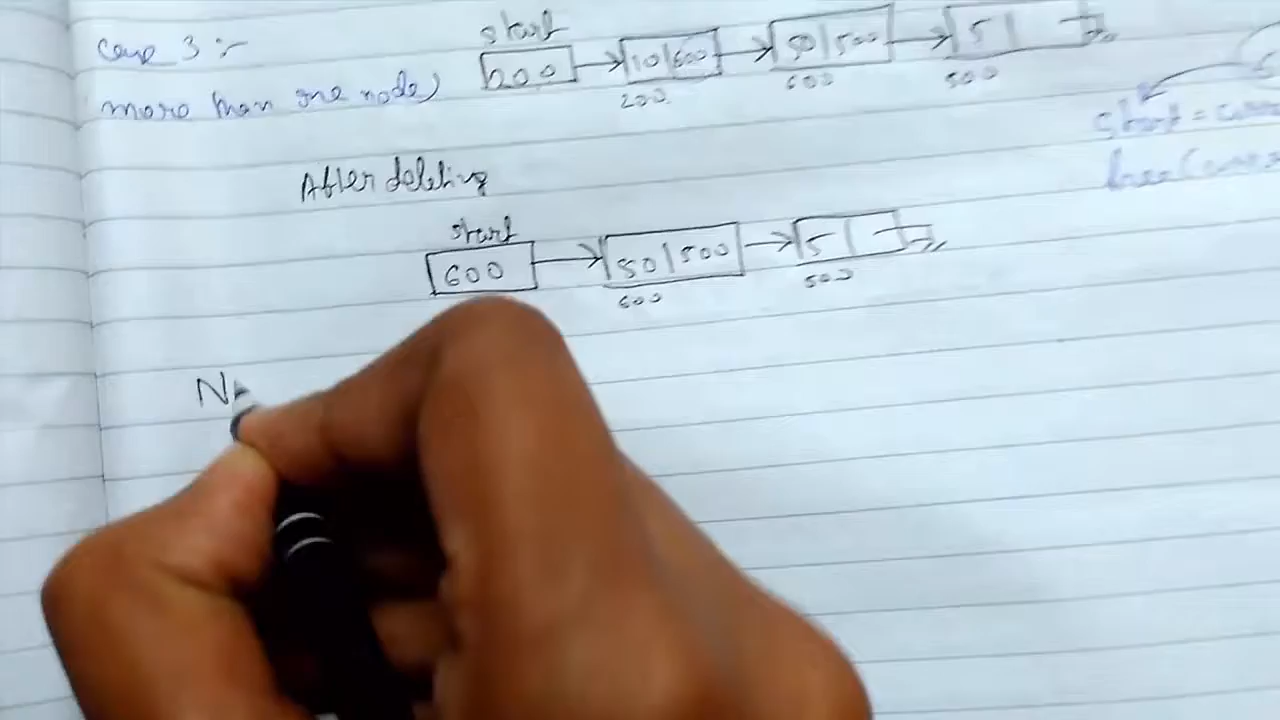 Case 3 :-
start
more than one node)
200 10 600 50 500 5
200 600 500
start =
After deleting
start
600 50 500 5
600 500
N